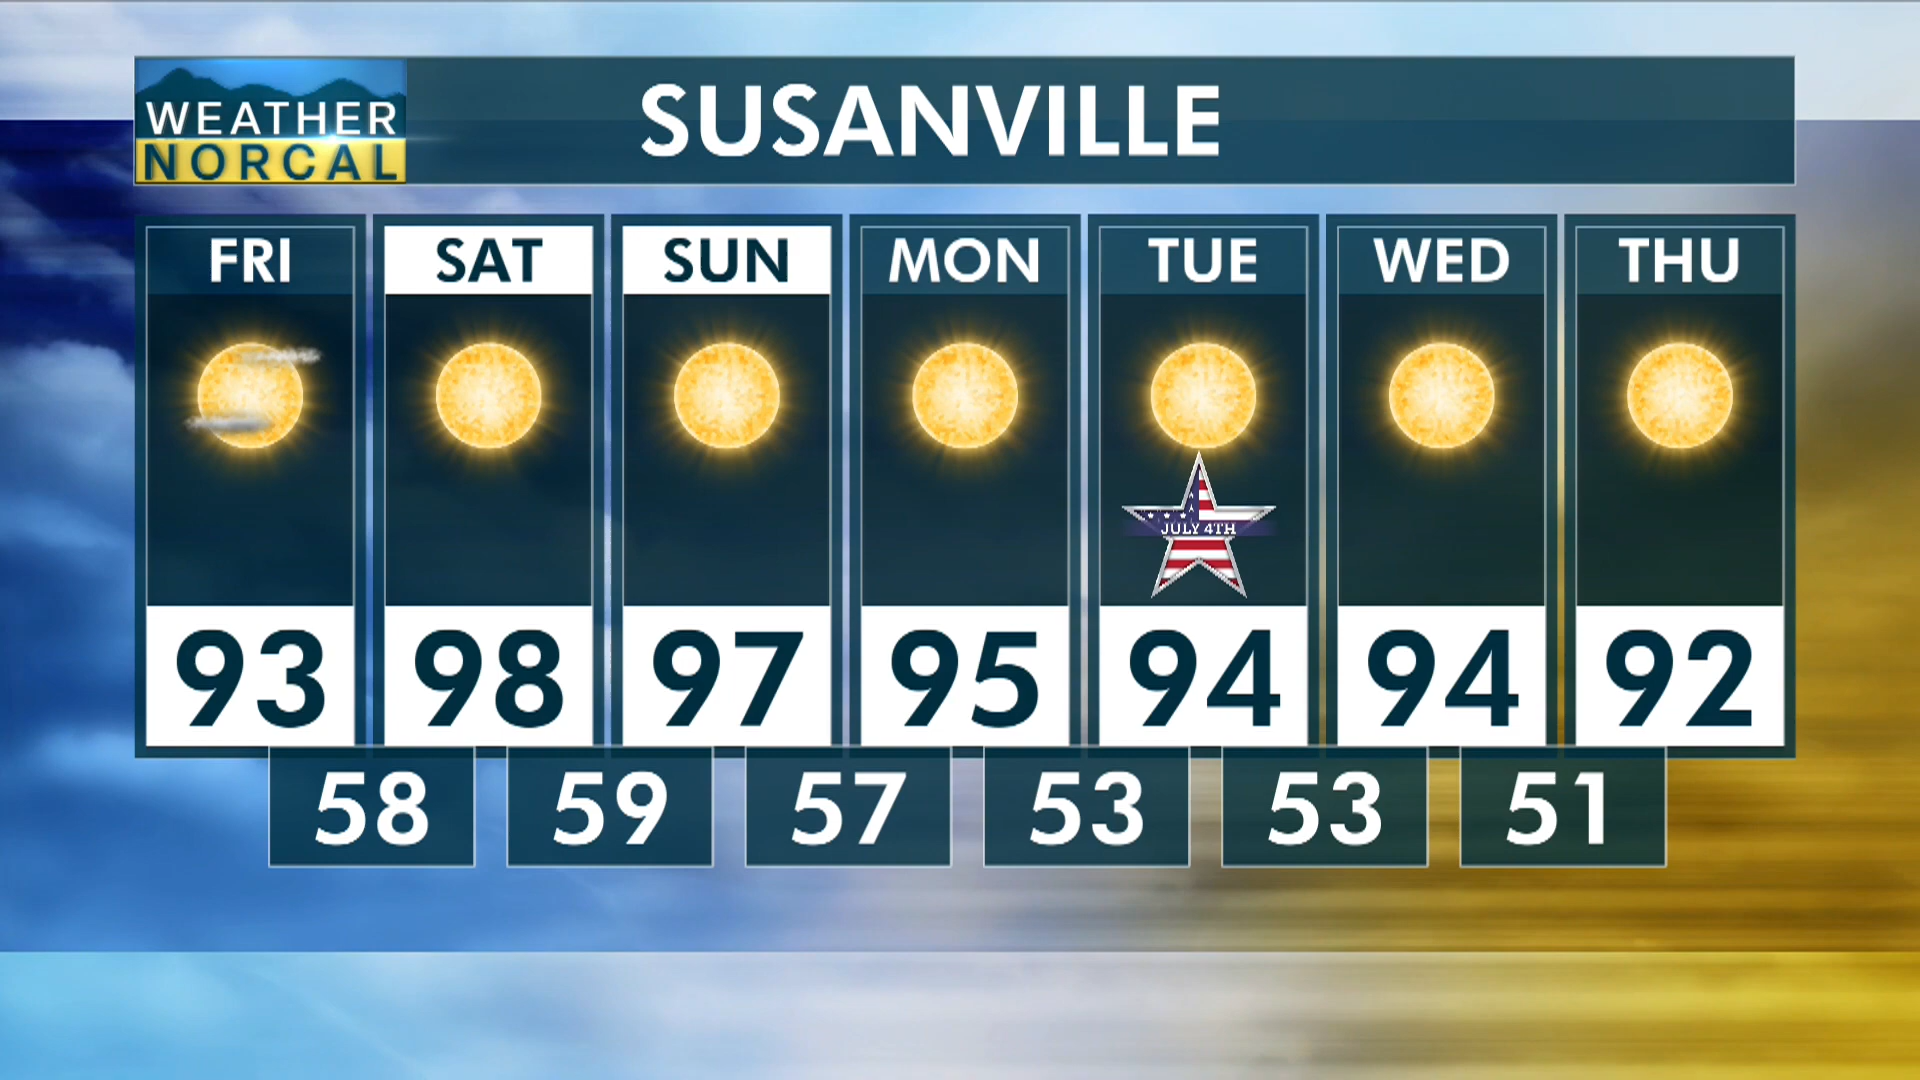 WEATHER
NORCAL
SUSANVILLE
FRI SAT SUN MON TUE WED THU
JULY 4TH
93 98 97 95 94 94 92
58 59 57 53 53 51